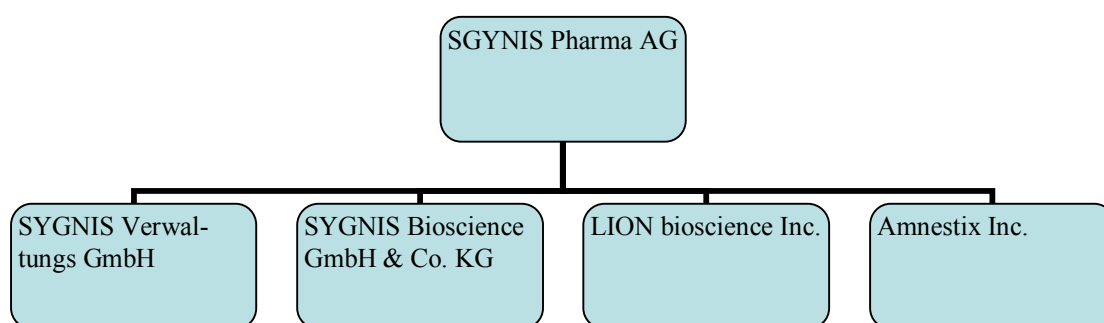 SGYNIS Pharma AG
SYGNIS Verwal-
tungs GmbH
SYGNIS Bioscience
GmbH & Co. KG
LION bioscience Inc.
Amnestix Inc.